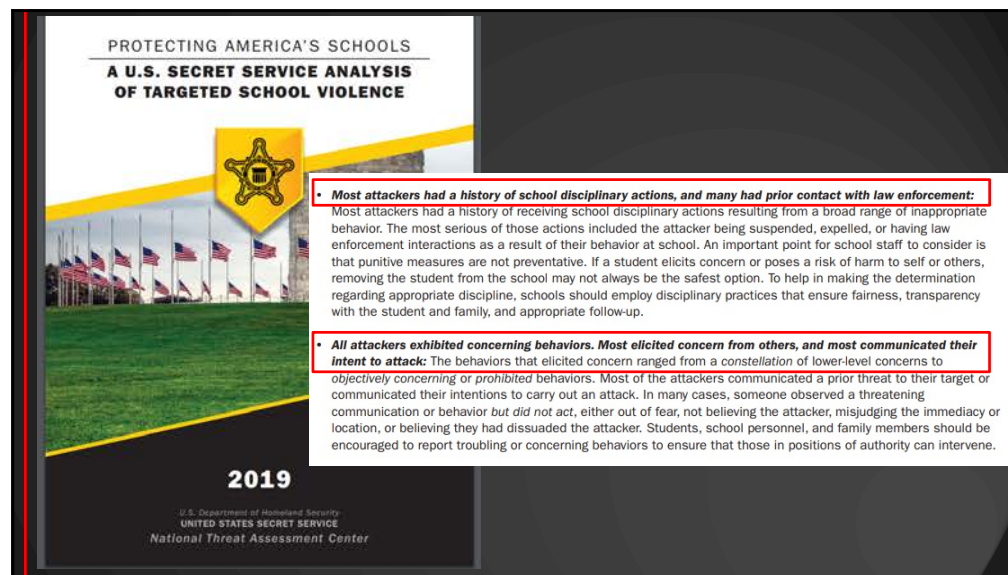 PROTECTING AMERICA'S SCHOOLS
A U.S. SECRET SERVICE ANALYSIS
OF TARGETED SCHOOL VIOLENCE
• Most attackers had a history of school disciplinary actions, and many had prior contact with law enforcement:
Most attackers had a history of receiving school disciplinary actions resulting from a broad range of inappropriate
behavior. The most serious of those actions included the attacker being suspended, expelled, or having law
enforcement interactions as a result of their behavior at school. An important point for school staff to consider is
that punitive measures are not preventative. If a student elicits concern or poses a risk of harm to self or others,
removing the student from the school may not always be the safest option. To help in making the determination
regarding appropriate discipline, schools should employ disciplinary practices that ensure fairness, transparency
with the student and family, and appropriate follow-up.
• All attackers exhibited concerning behaviors. Most elicited concern from others, and most communicated their
intent to attack: The behaviors that elicited concern ranged from a constellation of lower-level concerns to
objectively concerning or prohibited behaviors. Most of the attackers communicated a prior threat to their target or
communicated their intentions to carry out an attack. In many cases, someone observed a threatening
communication or behavior but did not act, either out of fear, not believing the attacker, misjudging the immediacy or
location, or believing they had dissuaded the attacker. Students, school personnel, and family members should be
encouraged to report troubling or concerning behaviors to ensure that those in positions of authority can intervene.
2019
U.S. Department of Homeland Security
UNITED STATES SECRET SERVICE
National Threat Assessment Center